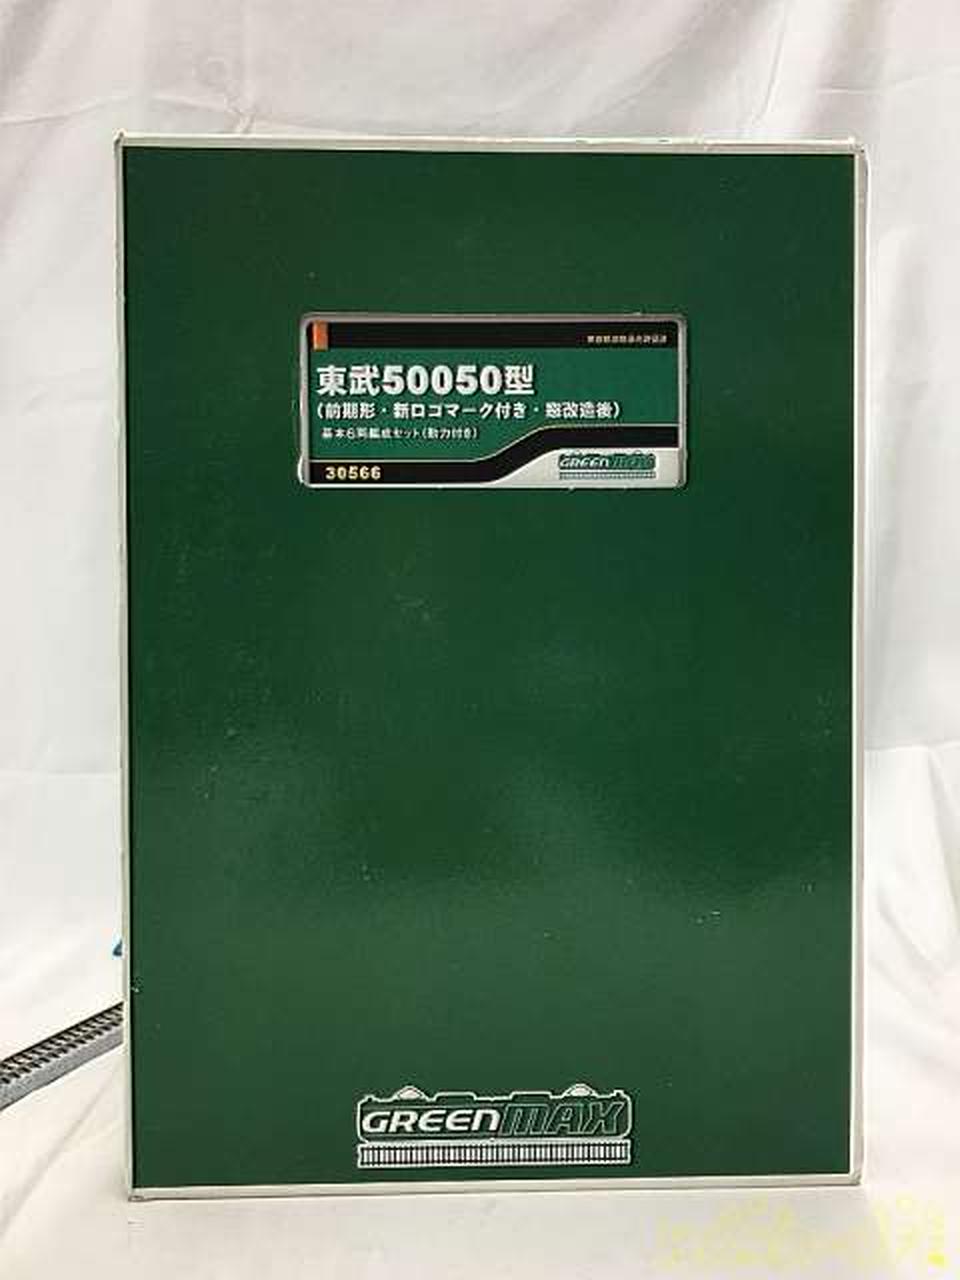 東武50050型
(前期形・新ロゴマーク付き・窓改造後)
基本6両編成セット(動力付き)
30566
GREENMAX
GREENMAX